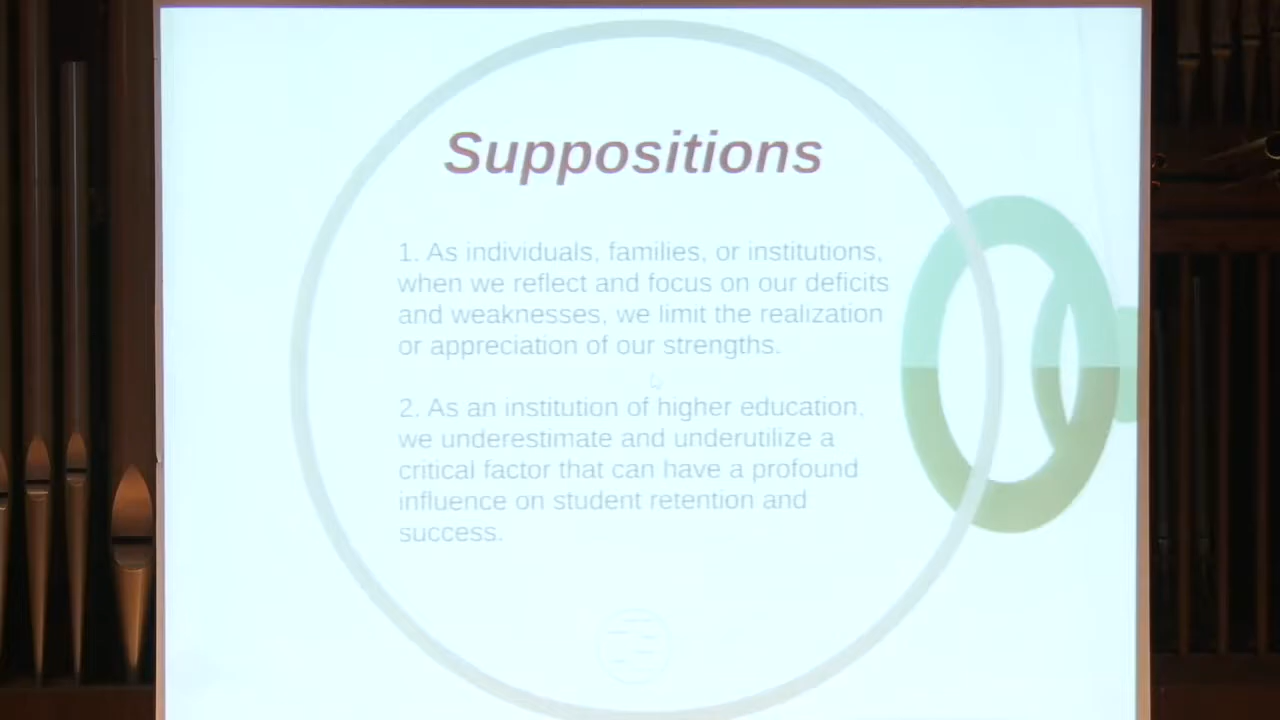 Suppositions
1. As individuals, families, or institutions,
when we reflect and focus on our deficits
and weaknesses, we limit the realization
or appreciation of our strengths.
2. As an institution of higher education,
we underestimate and underutilize a
critical factor that can have a profound
influence on student retention and
success.